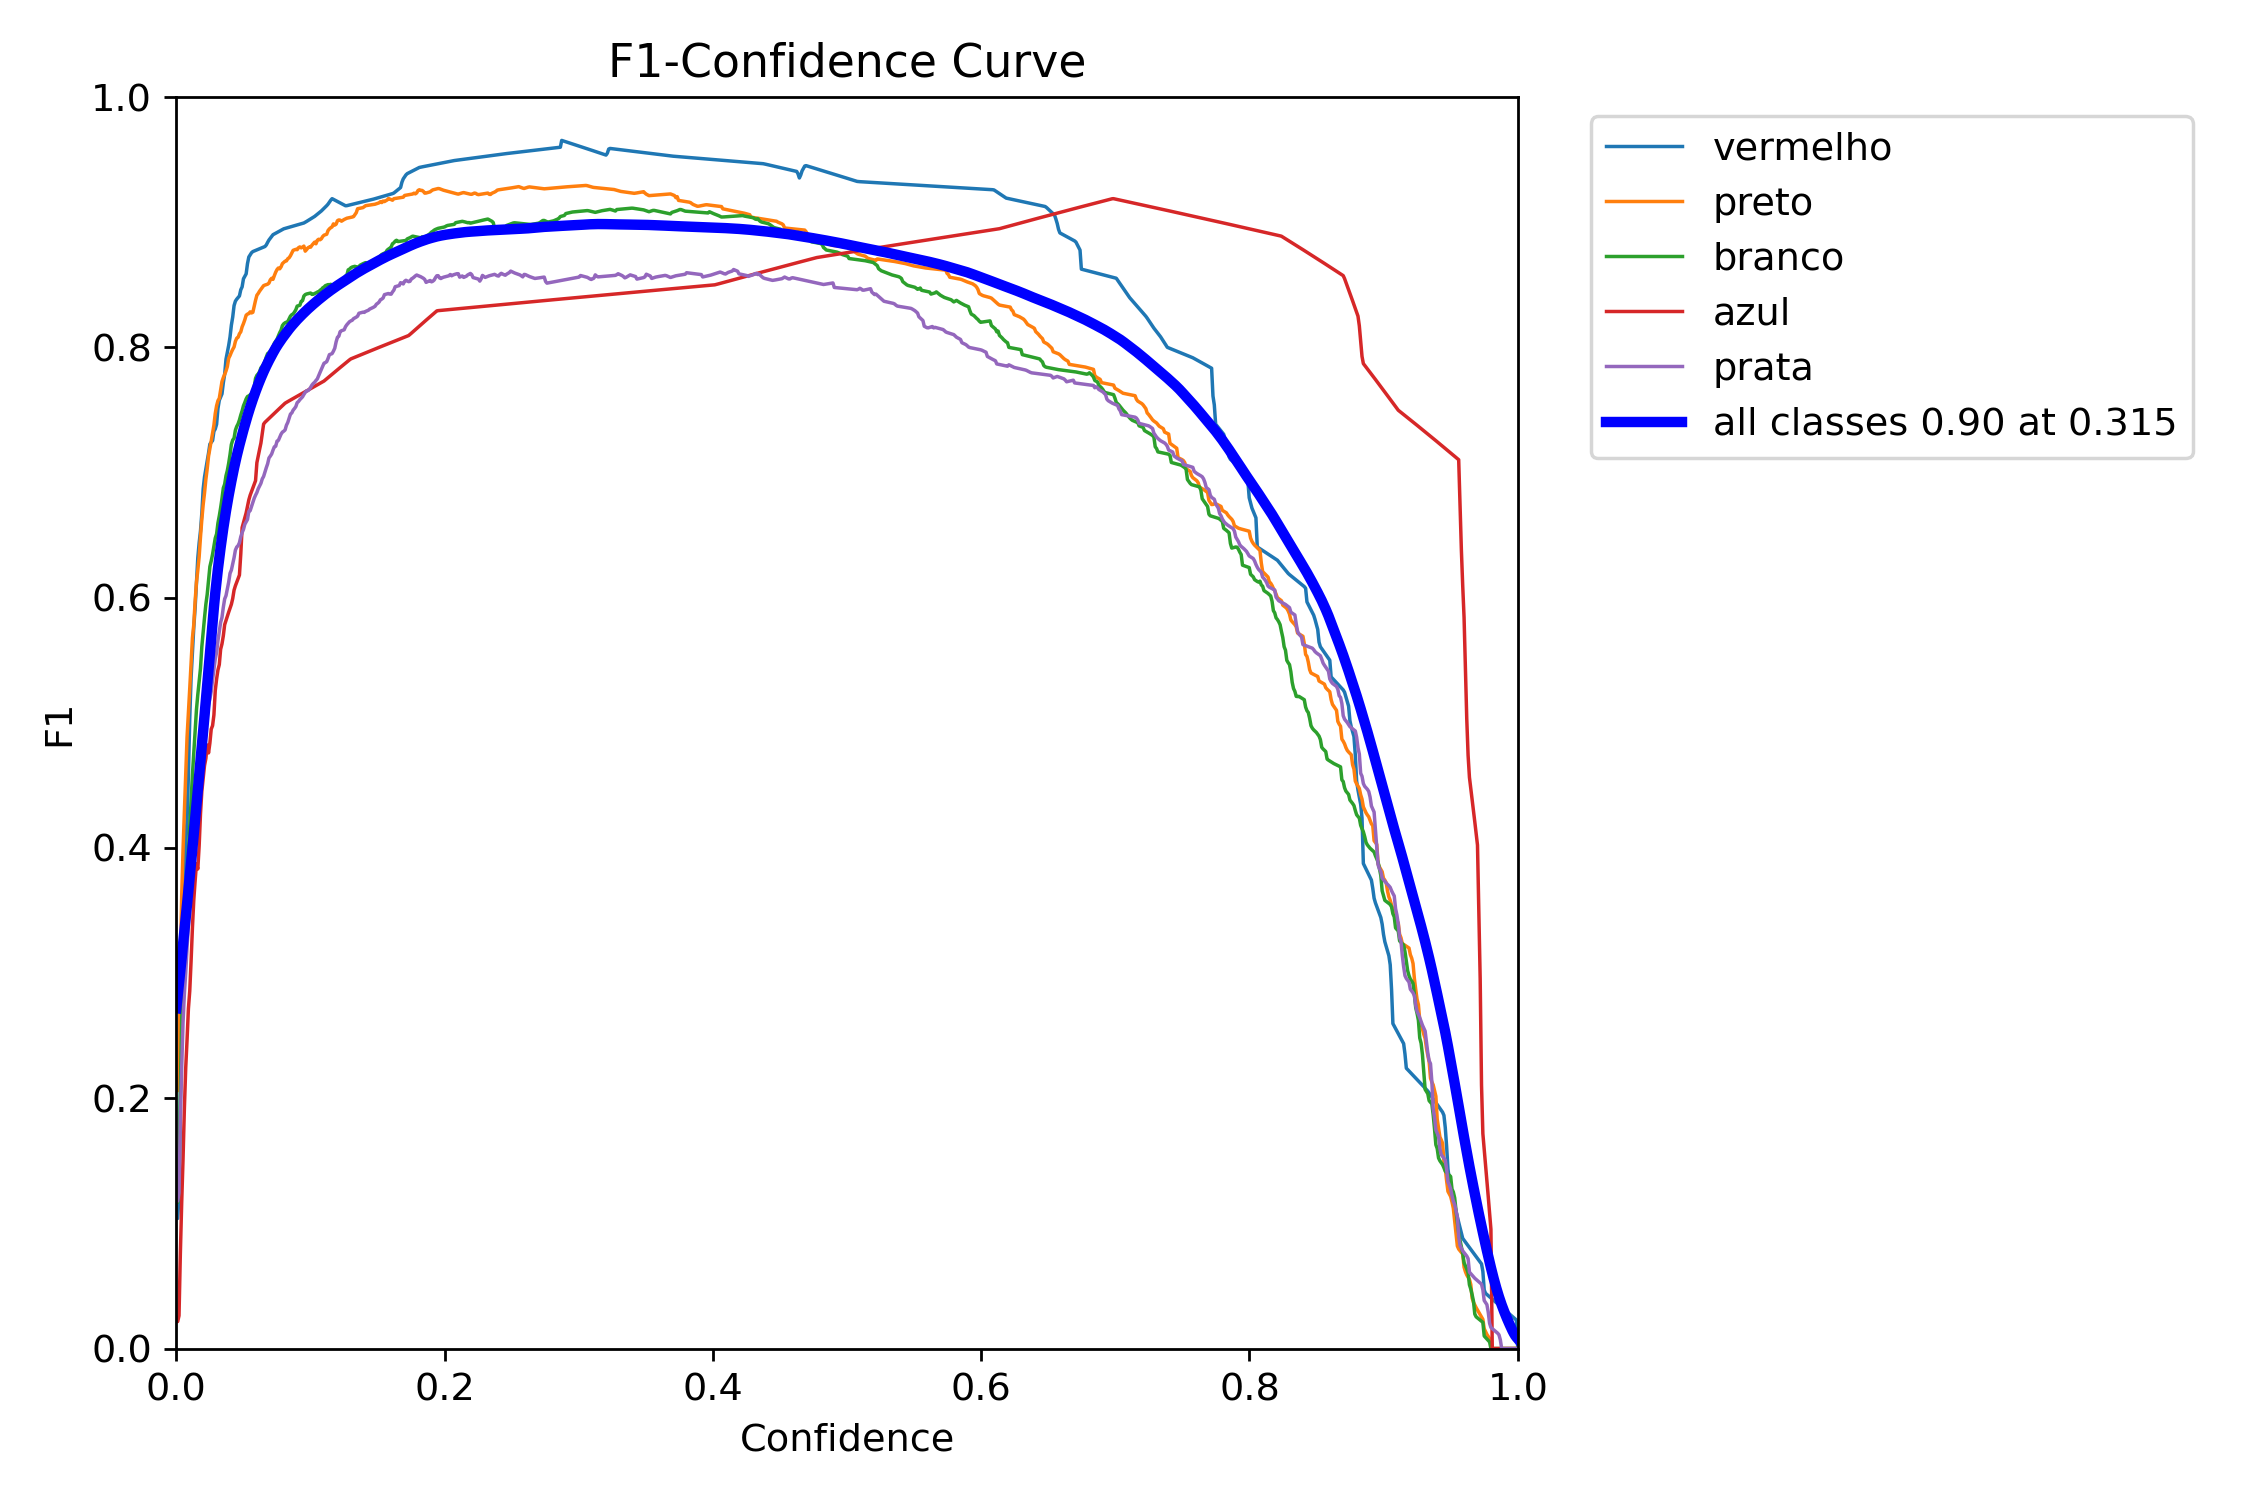 F1-Confidence Curve
1.0
0.8
0.6
0.4
0.2
0.0
F1
0.0 0.2 0.4 0.6 0.8 1.0
Confidence
vermelho
preto
branco
azul
prata
all classes 0.90 at 0.315